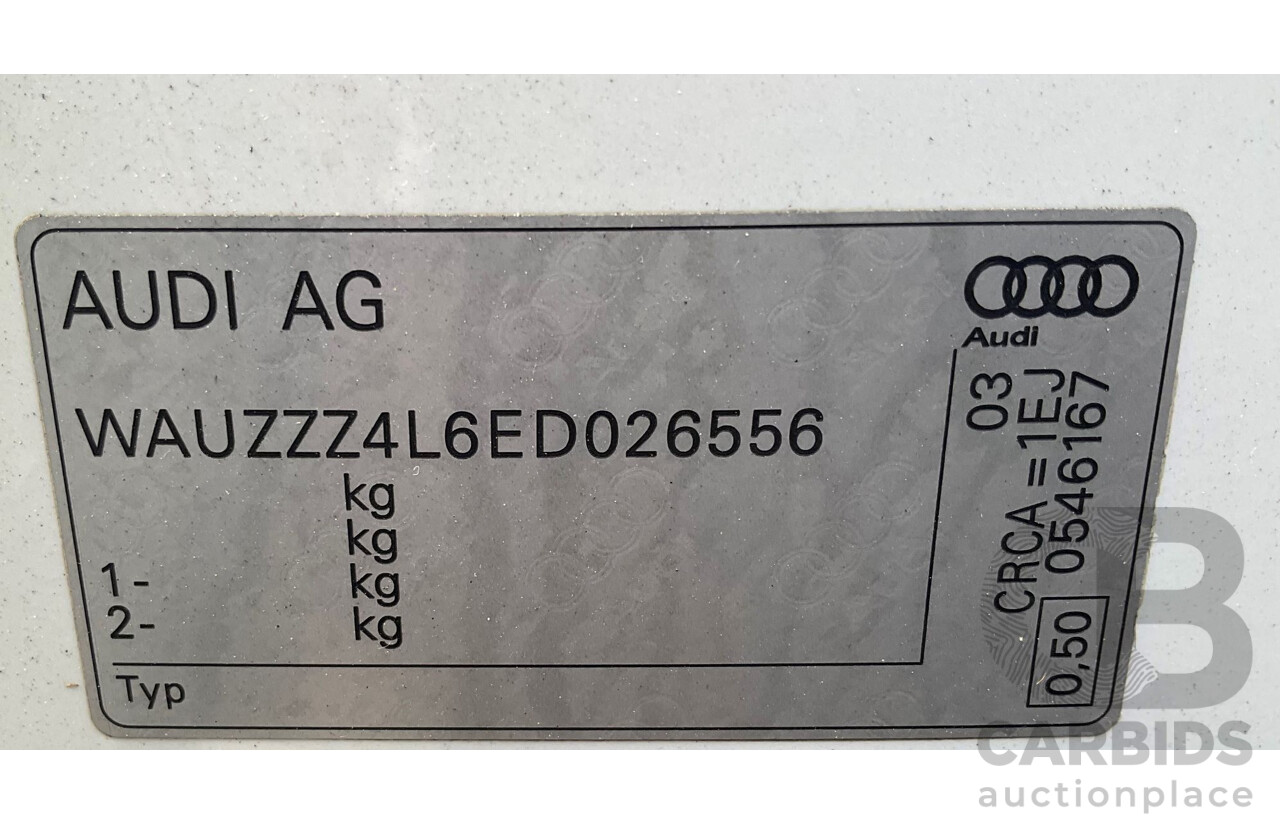 AUDI AG
Audi
WAUZZZ4L6ED026556
kg
kg
1- kg
2- kg
Typ
03
CRCA =1EJ
0,50 0546167
CARBIDS
auctionplace